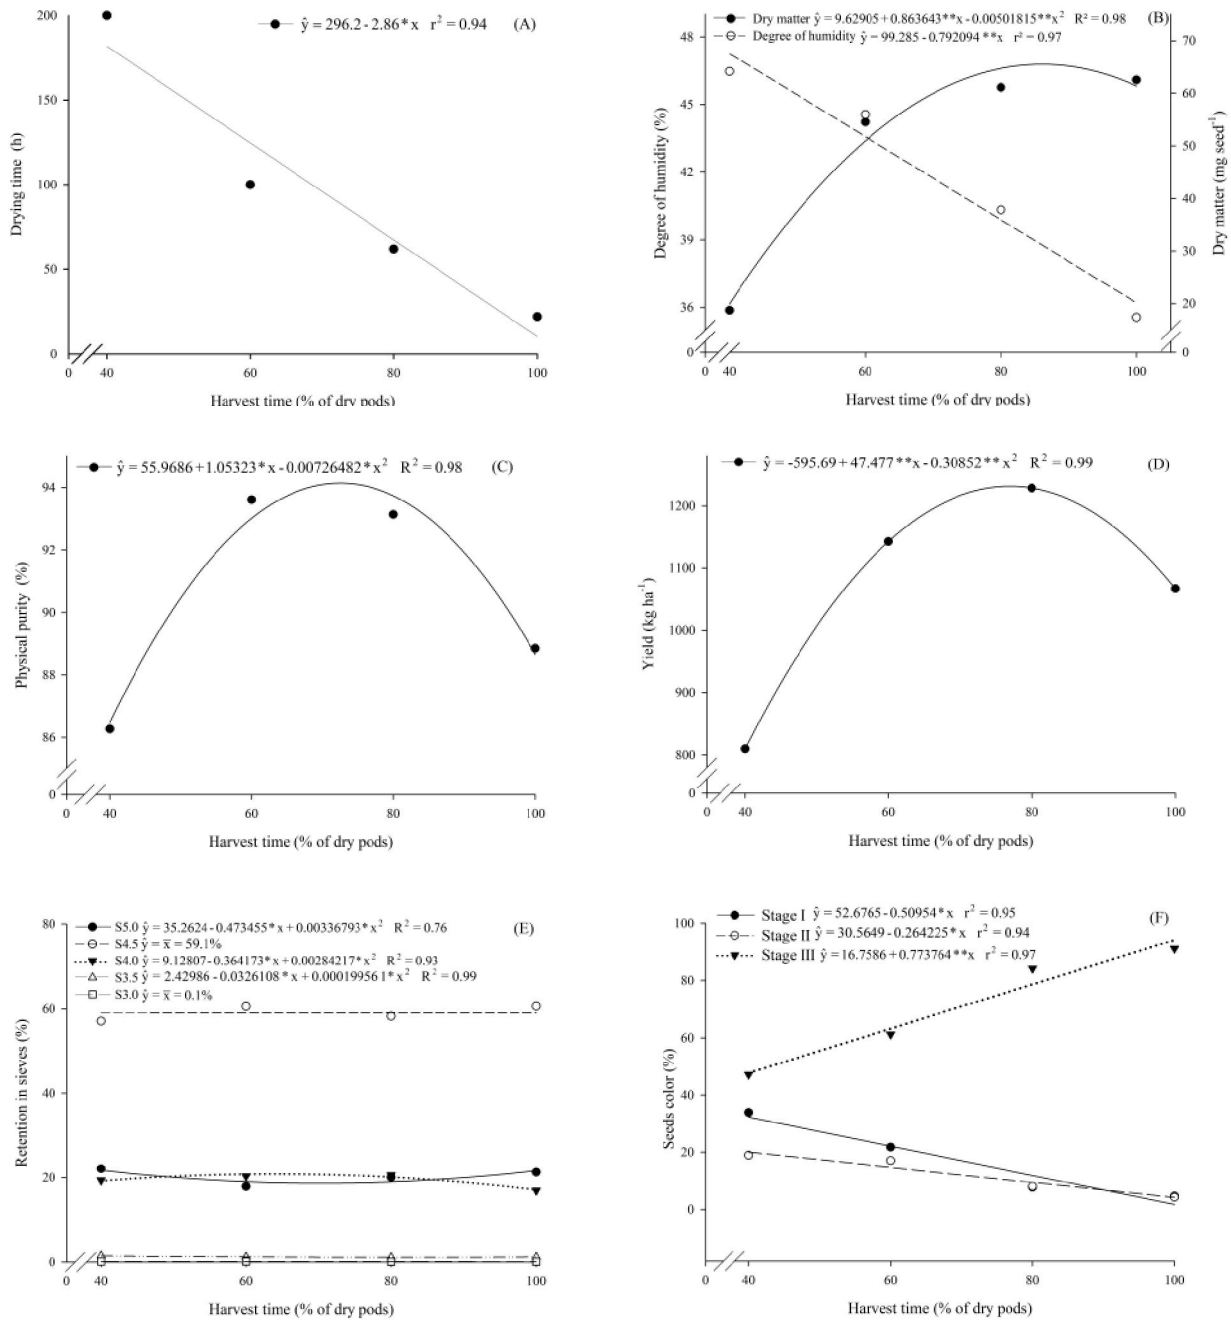 ŷ = 296.2 - 2.86*x r² = 0.94
(A)
200
150
100
50
0
Drying time (h)
0
40
60
80
100
Harvest time (% of dry pods)
Dry matter ŷ = 9.62905 + 0.863643**x - 0.00501815**x² R² = 0.98
(B)
Degree of humidity ŷ = 99.285 - 0.792094 **x r² = 0.97
48
45
42
39
36
0
Degree of humidity (%)
70
60
50
40
30
20
0
Dry matter (mg seed⁻¹)
0
40
60
80
100
Harvest time (% of dry pods)
ŷ = 55.9686 + 1.05323*x - 0.00726482*x² R² = 0.98
(C)
94
92
90
88
86
0
Physical purity (%)
0
40
60
80
100
Harvest time (% of dry pods)
ŷ = -595.69 + 47.477**x - 0.30852** x² R² = 0.99
(D)
1200
1100
1000
900
800
0
Yield (kg ha⁻¹)
0
40
60
80
100
Harvest time (% of dry pods)
S5.0 ŷ = 35.2624 - 0.473455* x + 0.00336793* x² R² = 0.76
(E)
S4.5 ŷ = x̄ = 59.1%
S4.0 ŷ = 9.12807 - 0.364173* x + 0.00284217* x² R² = 0.93
S3.5 ŷ = 2.42986 - 0.0326108* x + 0.000199561* x² R² = 0.99
S3.0 ŷ = x̄ = 0.1%
80
60
40
20
0
Retention in sieves (%)
0
40
60
80
100
Harvest time (% of dry pods)
Stage I ŷ = 52.6765 - 0.50954* x r² = 0.95
(F)
Stage II ŷ = 30.5649 - 0.264225* x r² = 0.94
Stage III ŷ = 16.7586 + 0.773764**x r² = 0.97
100
80
60
40
20
0
Seeds color (%)
0
40
60
80
100
Harvest time (% of dry pods)